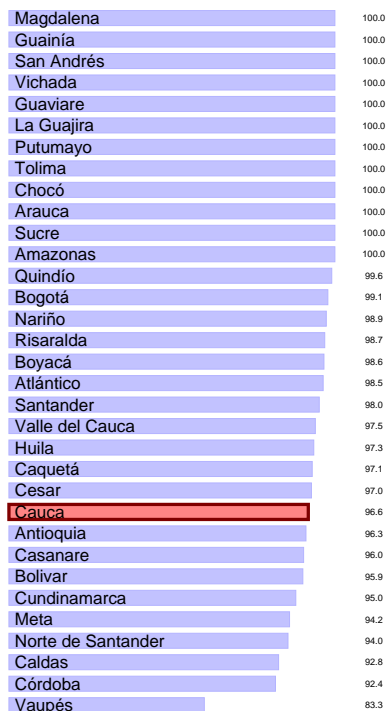 Magdalena 100.0
Guainía 100.0
San Andrés 100.0
Vichada 100.0
Guaviare 100.0
La Guajira 100.0
Putumayo 100.0
Tolima 100.0
Chocó 100.0
Arauca 100.0
Sucre 100.0
Amazonas 100.0
Quindío 99.6
Bogotá 99.1
Nariño 98.9
Risaralda 98.7
Boyacá 98.6
Atlántico 98.5
Santander 98.0
Valle del Cauca 97.5
Huila 97.3
Caquetá 97.1
Cesar 97.0
Cauca 96.6
Antioquia 96.3
Casanare 96.0
Bolivar 95.9
Cundinamarca 95.0
Meta 94.2
Norte de Santander 94.0
Caldas 92.8
Córdoba 92.4
Vaupés 83.3